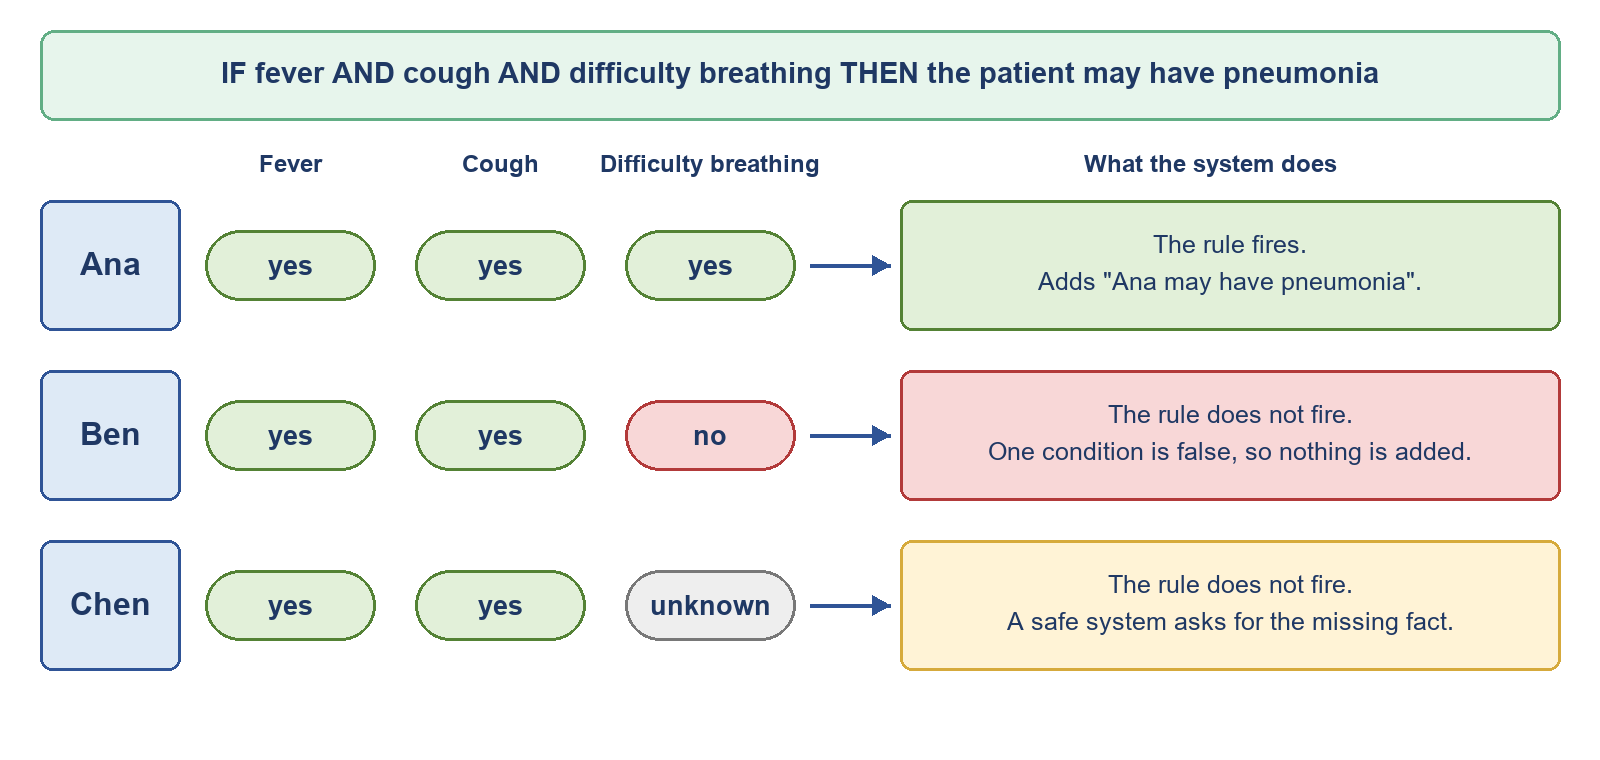 IF fever AND cough AND difficulty breathing THEN the patient may have pneumonia
Fever Cough Difficulty breathing What the system does
Ana yes yes yes
The rule fires.
Adds "Ana may have pneumonia".
Ben yes yes no
The rule does not fire.
One condition is false, so nothing is added.
Chen yes yes unknown
The rule does not fire.
A safe system asks for the missing fact.